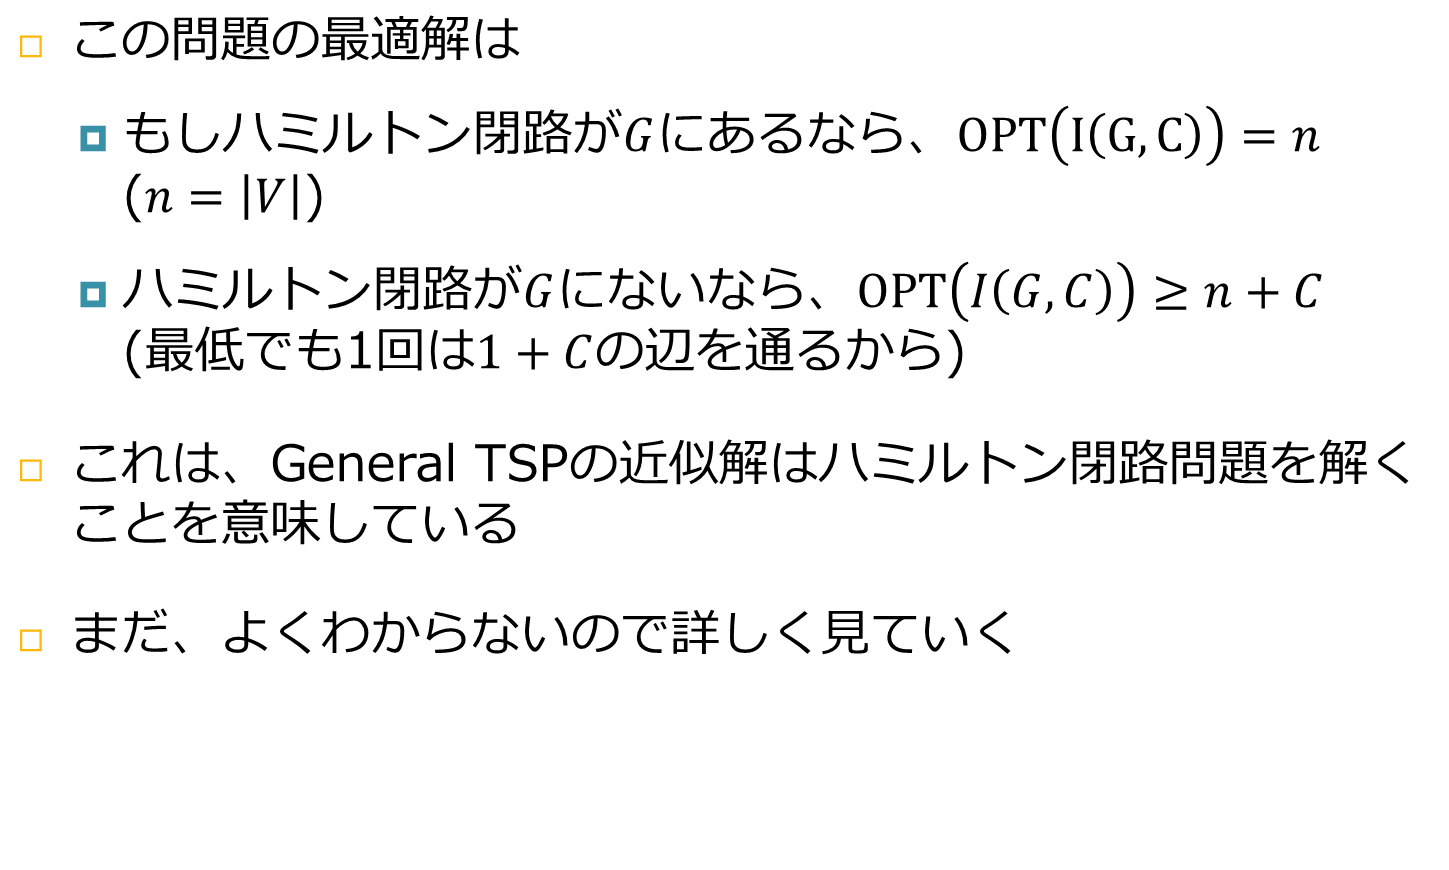 この問題の最適解は
もしハミルトン閉路がGにあるなら、OPT(I(G, C)) = n
(n = |V|)
ハミルトン閉路がGにないなら、OPT(I(G, C)) ≥ n + C
(最低でも1回は1 + Cの辺を通るから)
これは、General TSPの近似解はハミルトン閉路問題を解く
ことを意味している
まだ、よくわからないので詳しく見ていく